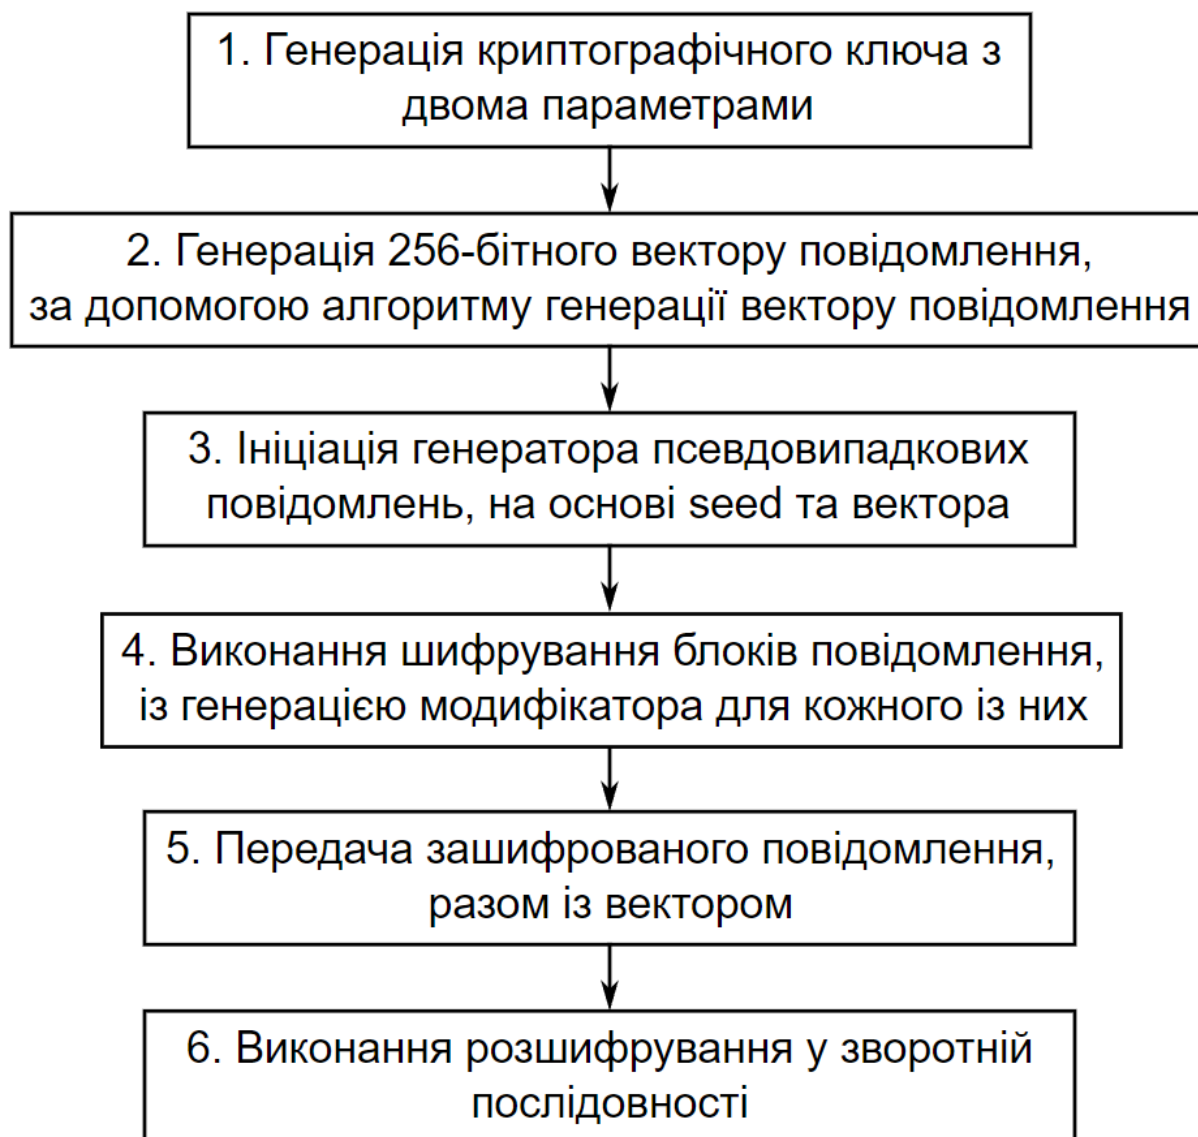 1. Генерація криптографічного ключа з
двома параметрами
2. Генерація 256-бітного вектору повідомлення,
за допомогою алгоритму генерації вектору повідомлення
3. Ініціація генератора псевдовипадкових
повідомлень, на основі seed та вектора
4. Виконання шифрування блоків повідомлення,
із генерацією модифікатора для кожного із них
5. Передача зашифрованого повідомлення,
разом із вектором
6. Виконання розшифрування у зворотній
послідовності